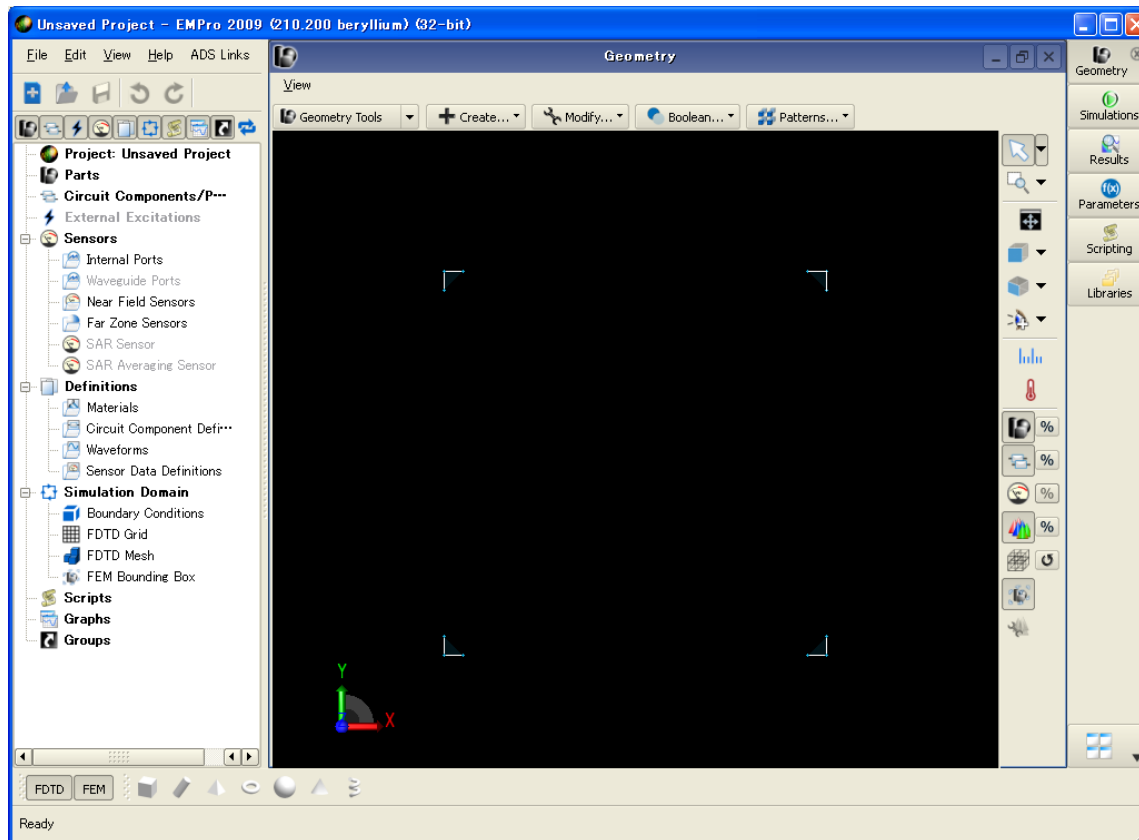 Unsaved Project - EMPro 2009 (210.200 beryllium) (32-bit)
File Edit View Help ADS Links
Geometry
View
Geometry Tools
Create...
Modify...
Boolean...
Patterns...
Project: Unsaved Project
Parts
Circuit Components/P...
External Excitations
Sensors
Internal Ports
Waveguide Ports
Near Field Sensors
Far Zone Sensors
SAR Sensor
SAR Averaging Sensor
Definitions
Materials
Circuit Component Defi...
Waveforms
Sensor Data Definitions
Simulation Domain
Boundary Conditions
FDTD Grid
FDTD Mesh
FEM Bounding Box
Scripts
Graphs
Groups
Y
X
%
%
%
%
Geometry
Simulations
f(x)
Results
Parameters
Scripting
Libraries
FDTD FEM
Ready